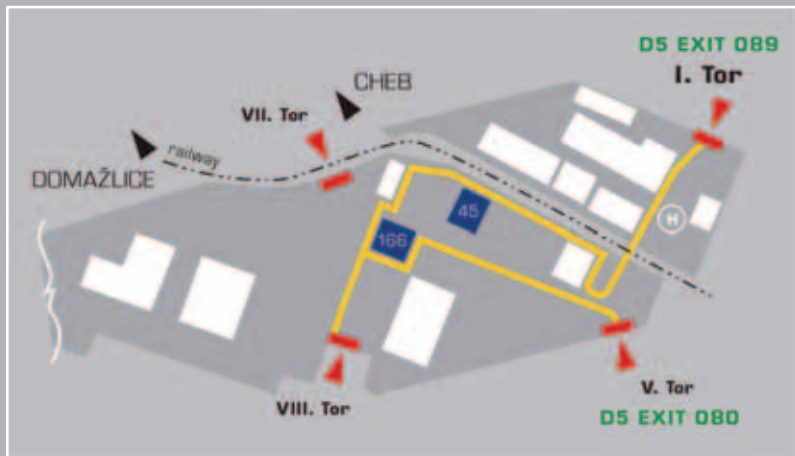 D5 EXIT 089
I. Tor
CHEB
VII. Tor
railway
DOMAŽLICE
45
H
166
V. Tor
VIII. Tor
D5 EXIT 080